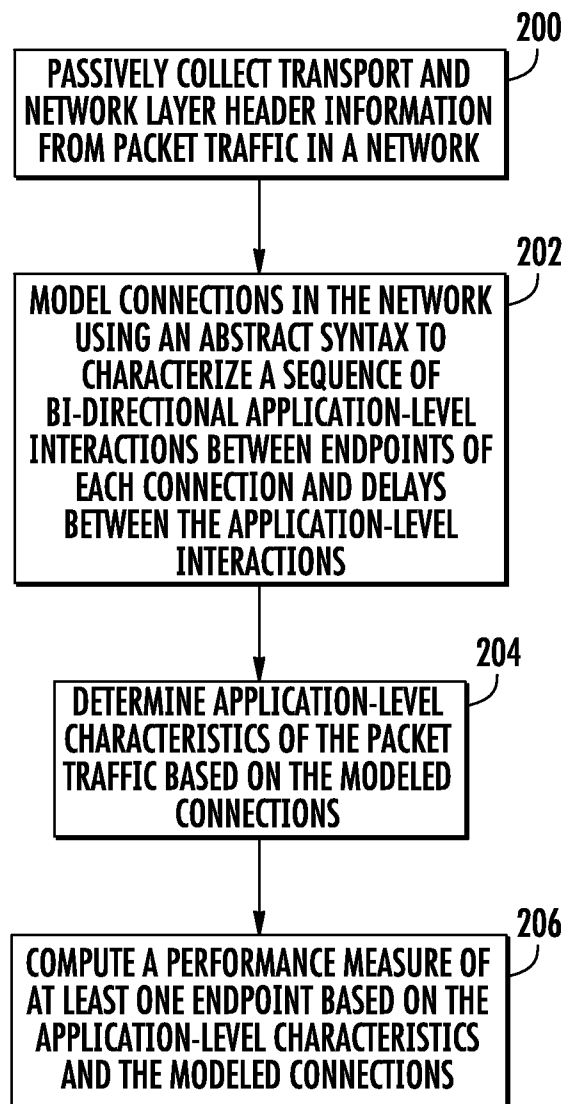 200
PASSIVELY COLLECT TRANSPORT AND
NETWORK LAYER HEADER INFORMATION
FROM PACKET TRAFFIC IN A NETWORK
202
MODEL CONNECTIONS IN THE NETWORK
USING AN ABSTRACT SYNTAX TO
CHARACTERIZE A SEQUENCE OF
BI-DIRECTIONAL APPLICATION-LEVEL
INTERACTIONS BETWEEN ENDPOINTS OF
EACH CONNECTION AND DELAYS
BETWEEN THE APPLICATION-LEVEL
INTERACTIONS
204
DETERMINE APPLICATION-LEVEL
CHARACTERISTICS OF THE PACKET
TRAFFIC BASED ON THE MODELED
CONNECTIONS
206
COMPUTE A PERFORMANCE MEASURE OF
AT LEAST ONE ENDPOINT BASED ON THE
APPLICATION-LEVEL CHARACTERISTICS
AND THE MODELED CONNECTIONS